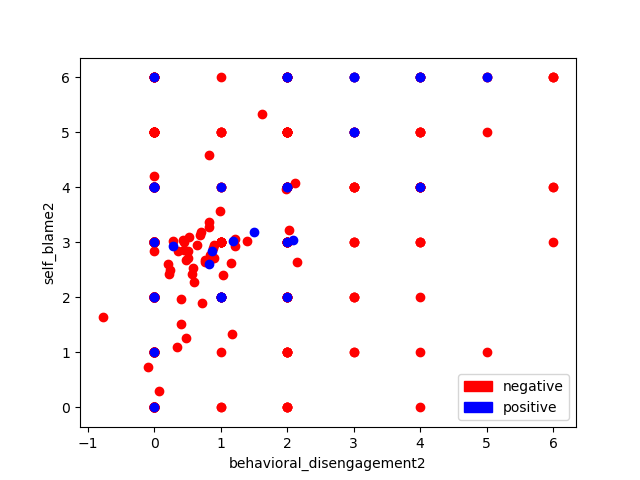 6
5
4
3
2
1
0
self_blame2
−1 0 1 2 3 4 5 6
behavioral_disengagement2
negative
positive